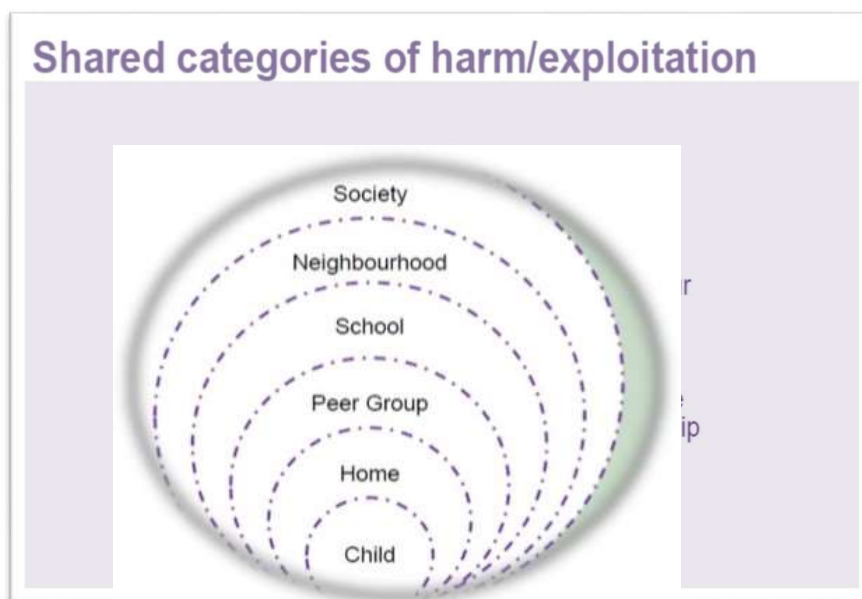 Shared categories of harm/exploitation
Society
Neighbourhood
School
Peer Group
Home
Child